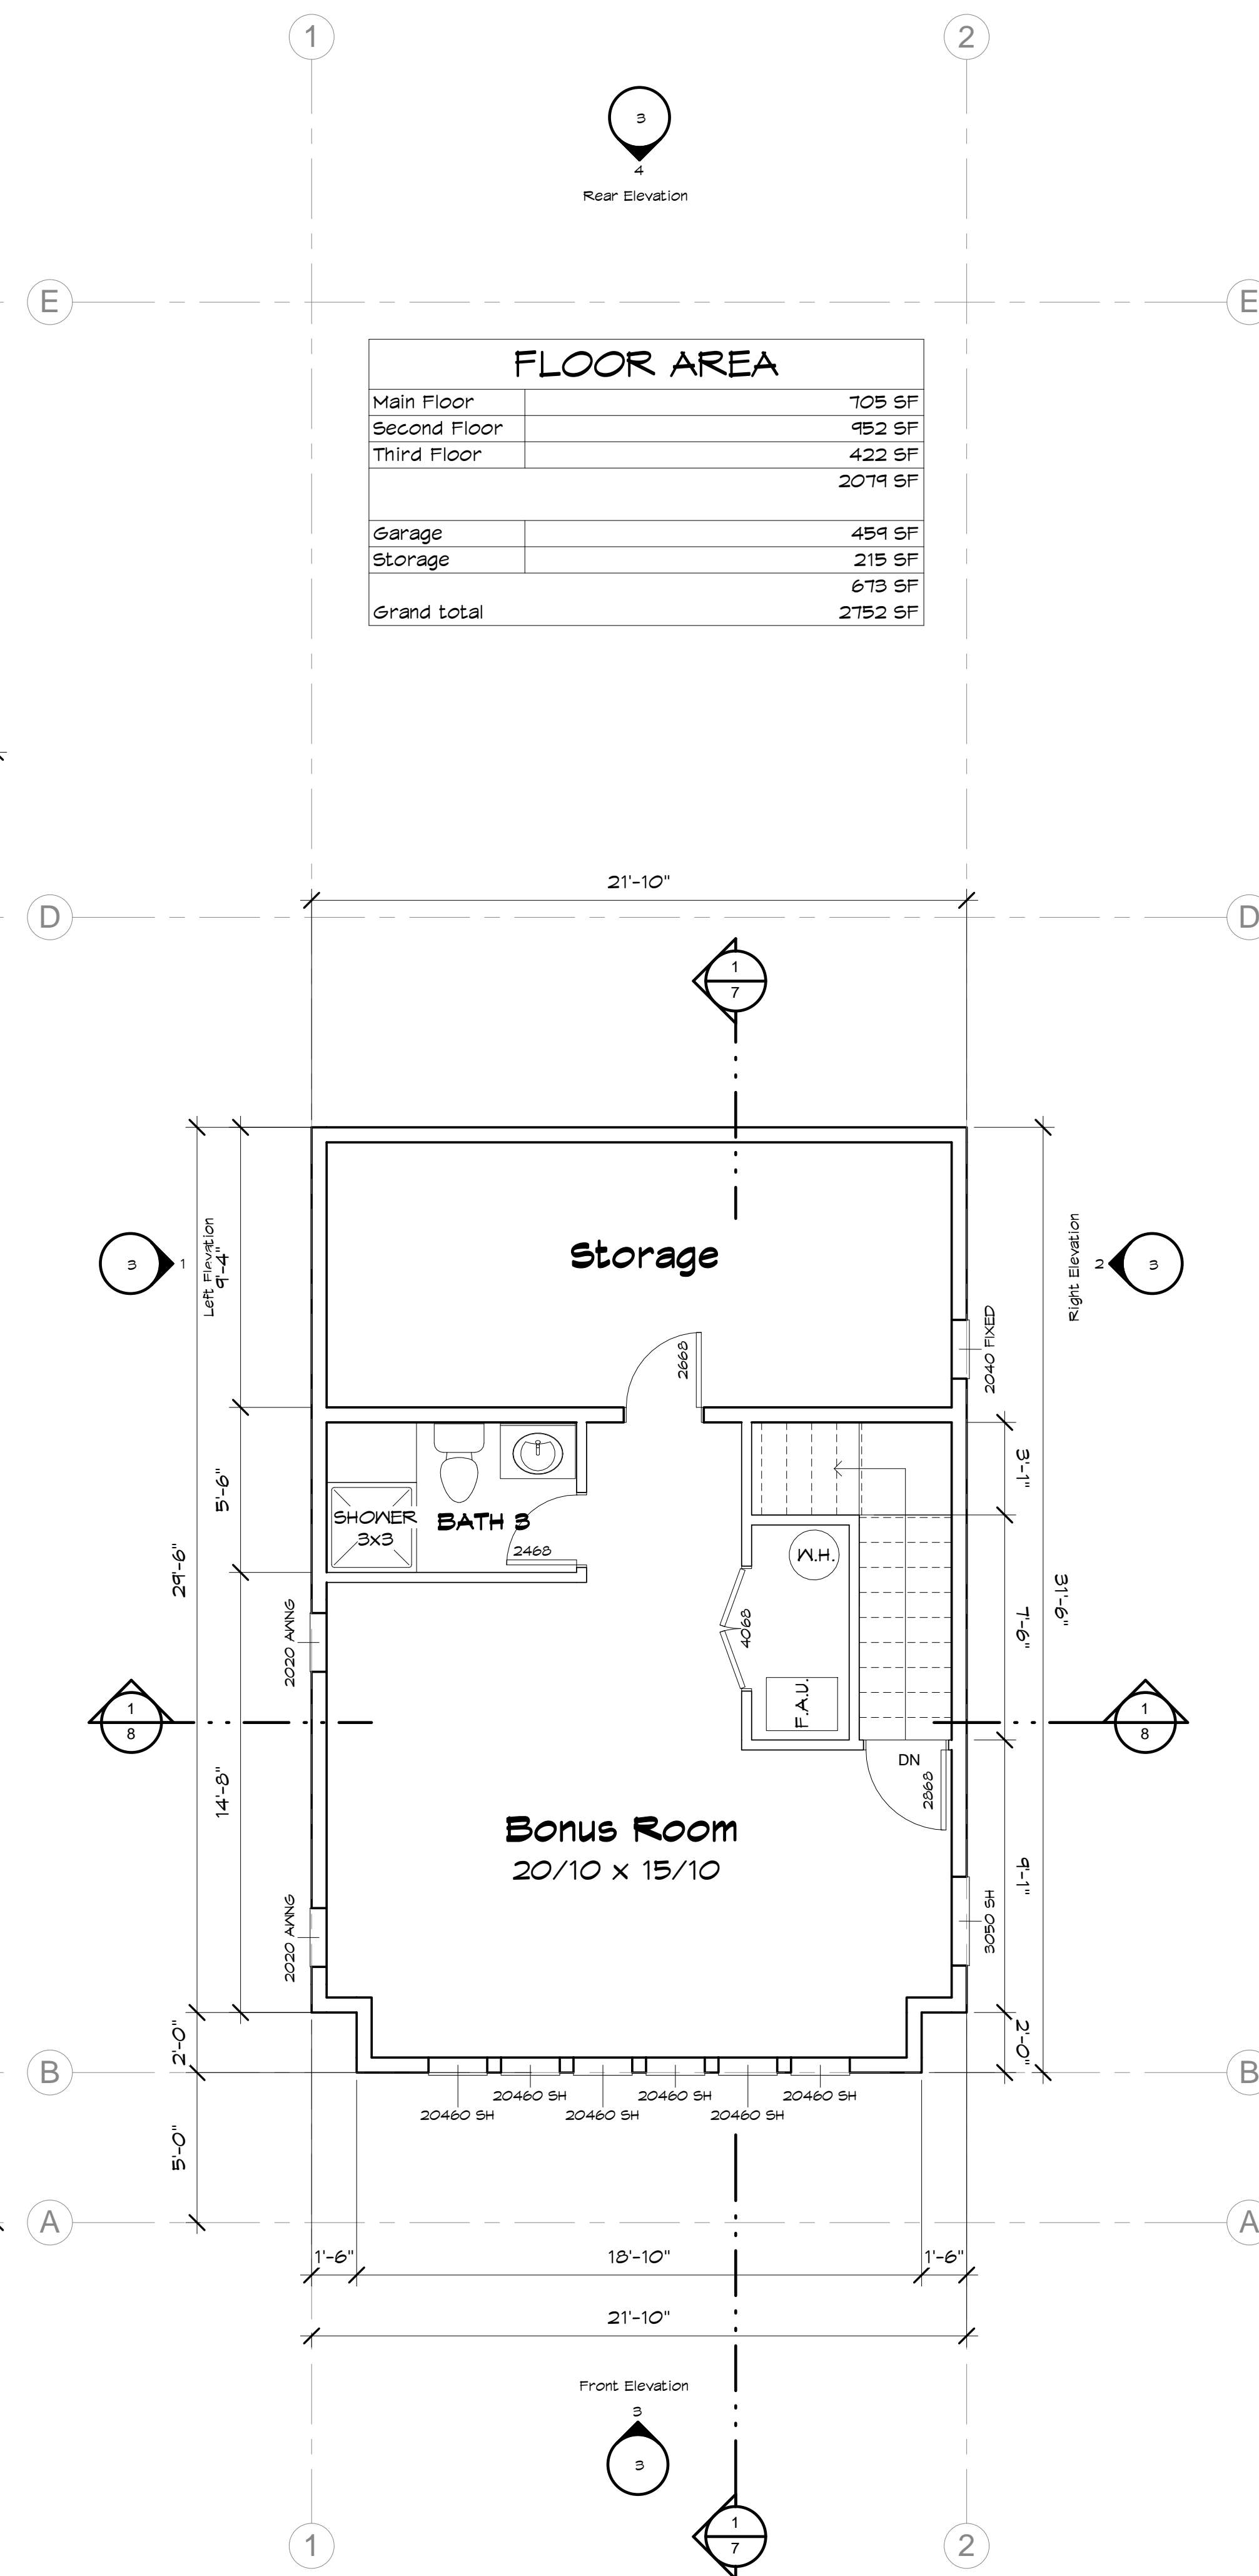 1
2
3
4
Rear Elevation
E
E
FLOOR AREA
Main Floor 705 SF
Second Floor 952 SF
Third Floor 422 SF
2079 SF
Garage 459 SF
Storage 215 SF
673 SF
Grand total 2752 SF
21'-10"
D
D
1
7
Storage
Left Elevation
9'-4"
3
1
Right Elevation
2
3
2668
2040 FIXED
3'-1"
5'-6"
SHOWER
3x3
BATH 3
2468
W.H.
29'-6"
31'-6"
7'-6"
4068
2020 AWNG
F.A.U.
1
8
1
8
14'-8"
DN
2868
Bonus Room
20/10 x 15/10
9'-1"
2020 AWNG
3050 SH
2'-0"
2'-0"
B
B
20460 SH
20460 SH
20460 SH
20460 SH
20460 SH
20460 SH
5'-0"
A
A
1'-6"
18'-10"
1'-6"
21'-10"
Front Elevation
3
3
1
7
1
2